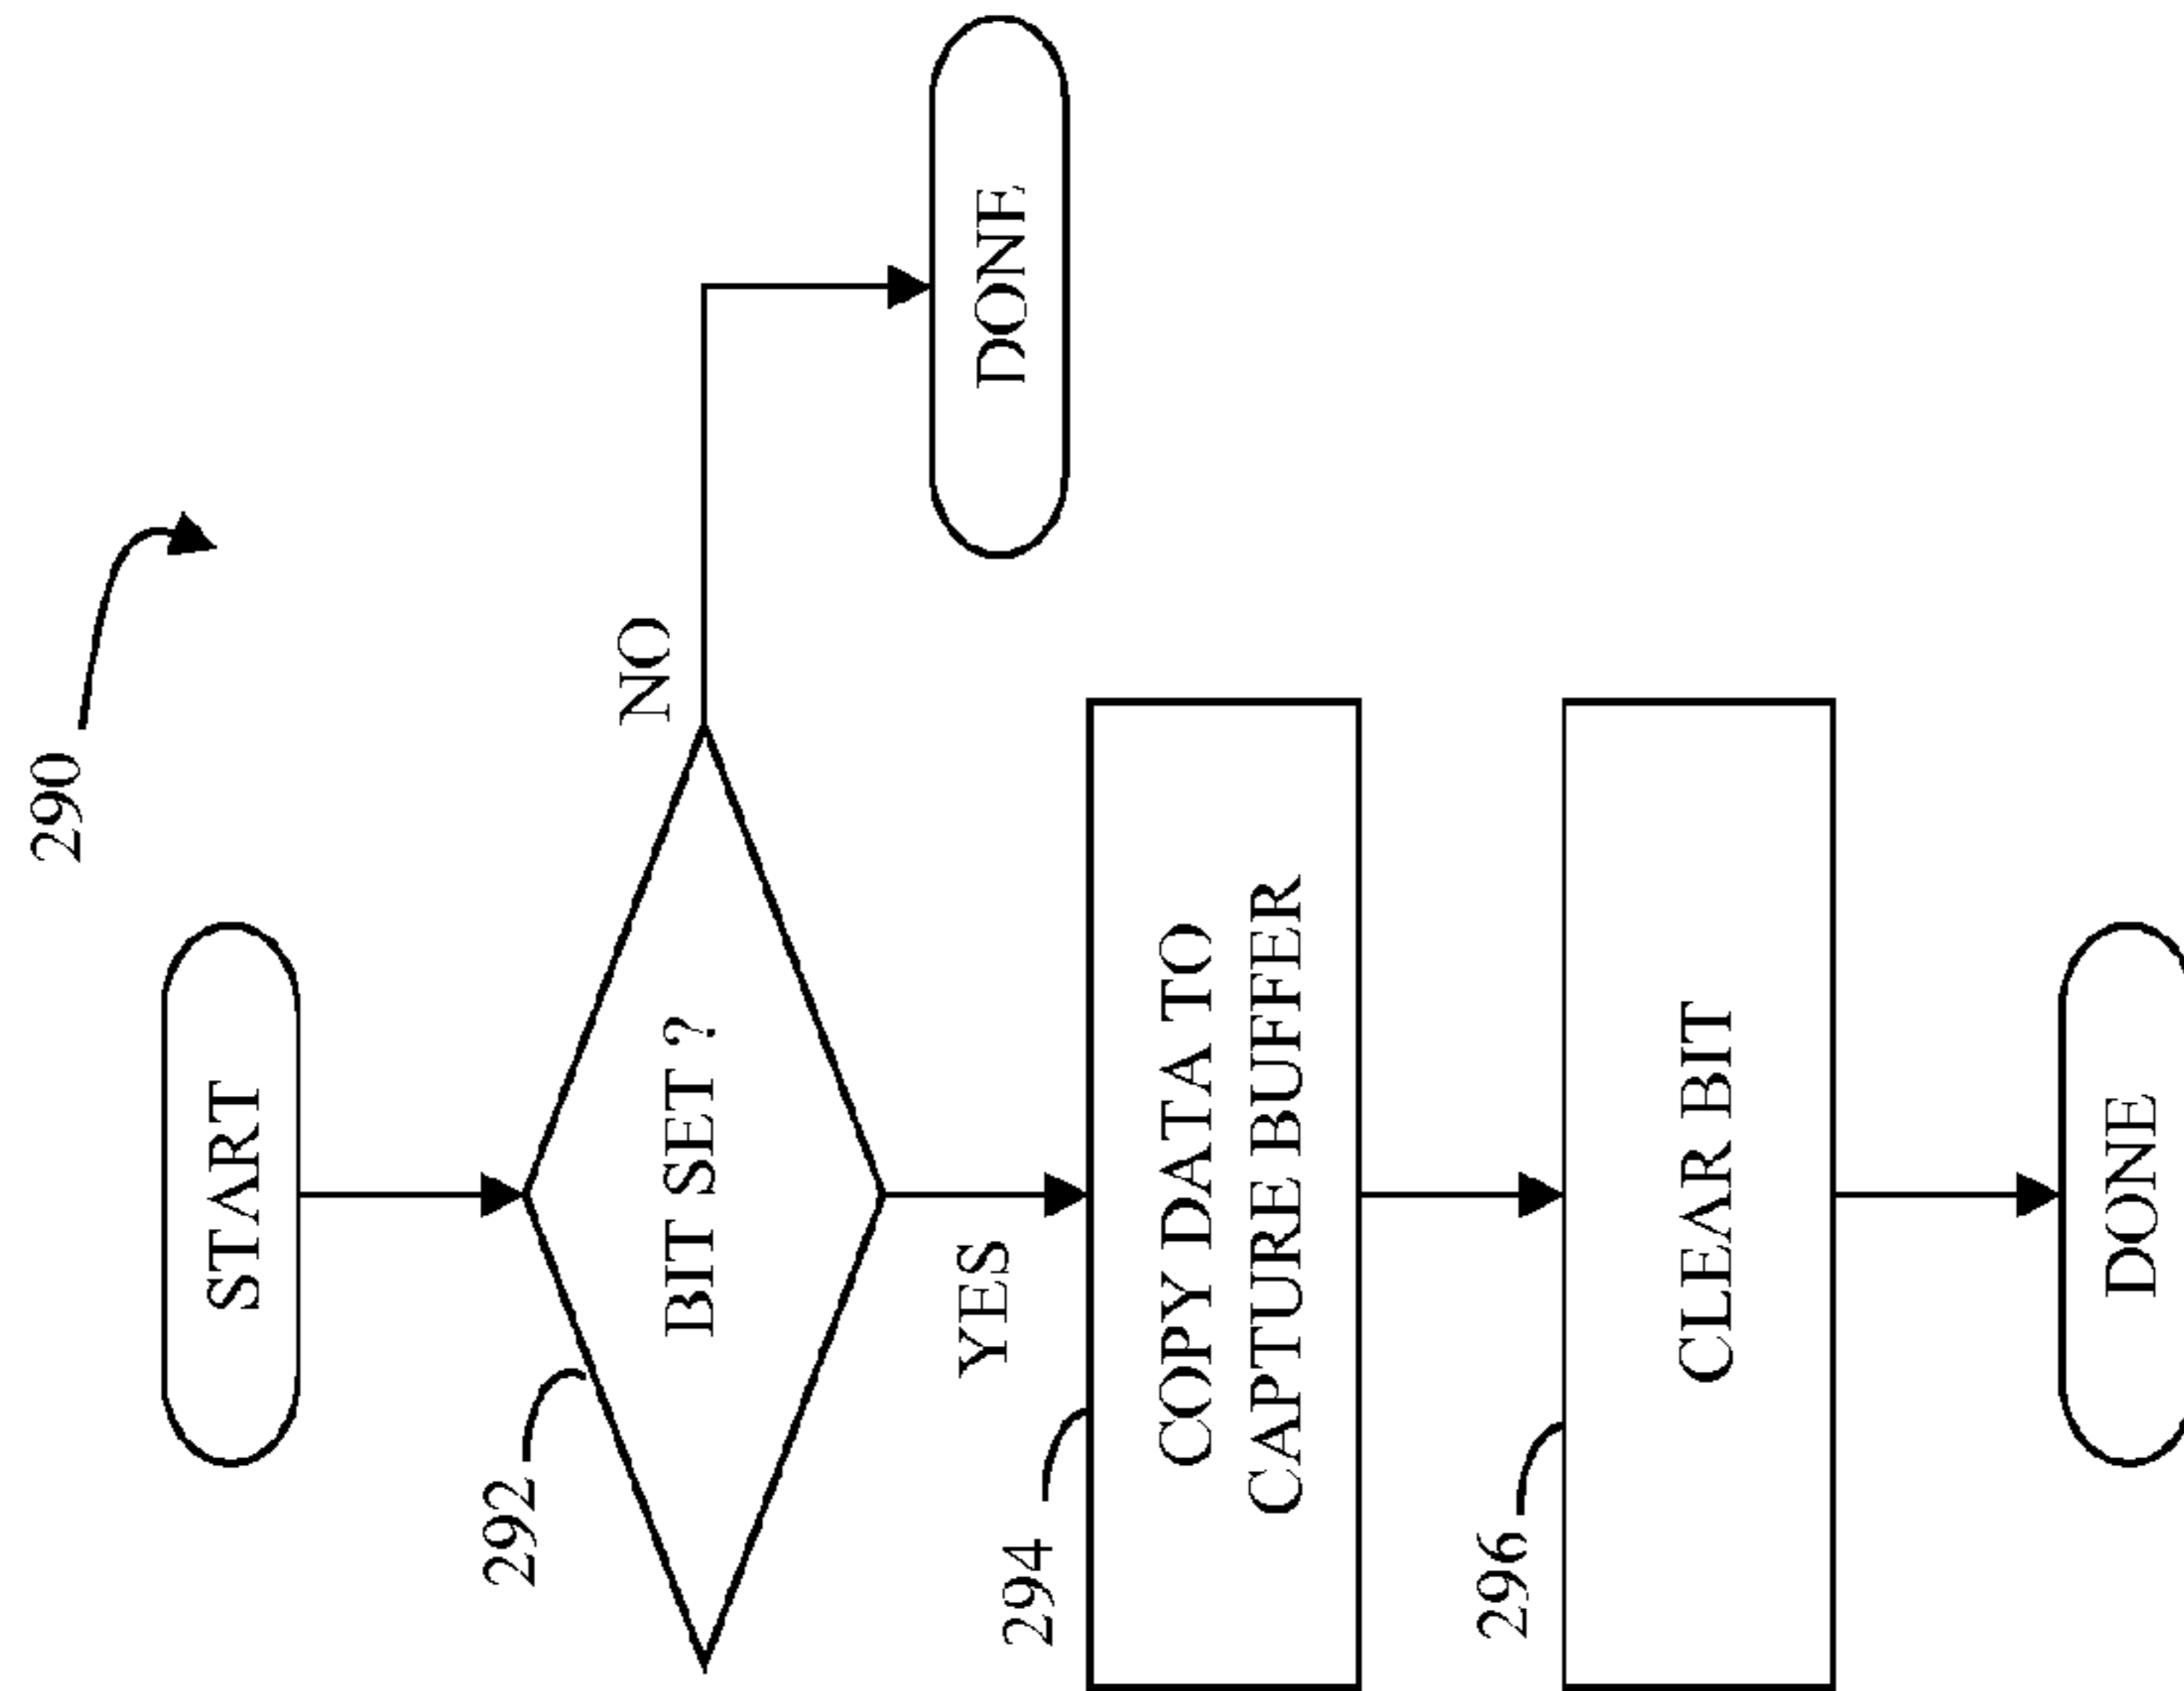 290
START
292
BIT SET ?
NO
DONE
YES
294
COPY DATA TO
CAPTURE BUFFER
296
CLEAR BIT
DONE